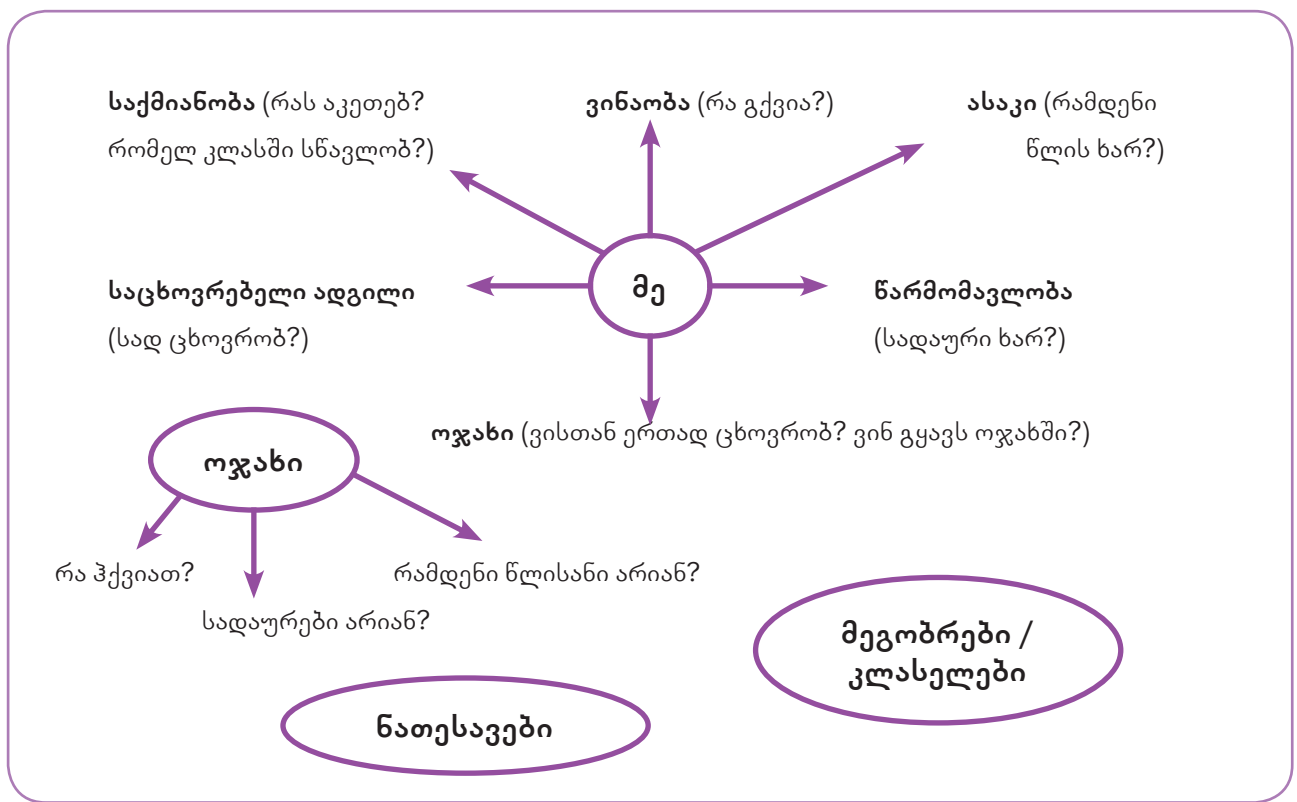 საქმიანობა (რას აკეთებ?
რომელ კლასში სწავლობ?)
ვინაობა (რა გქვია?)
ასაკი (რამდენი
წლის ხარ?)
მე
საცხოვრებელი ადგილი
(სად ცხოვრობ?)
წარმომავლობა
(სადაური ხარ?)
ოჯახი (ვისთან ერთად ცხოვრობ? ვინ გყავს ოჯახში?)
ოჯახი
რა ჰქვიათ?
რამდენი წლისანი არიან?
სადაურები არიან?
მეგობრები /
კლასელები
ნათესავები